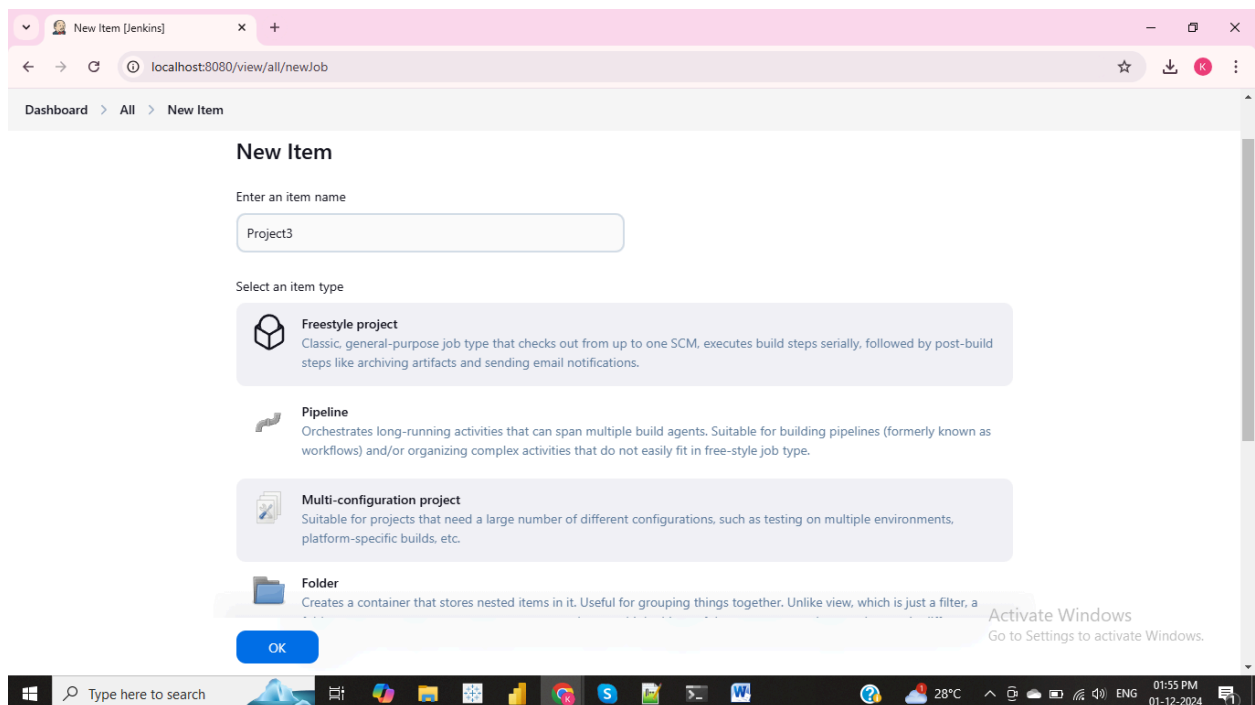 New Item [Jenkins]
localhost:8080/view/all/newJob
K
Dashboard > All > New Item
New Item
Enter an item name
Project3
Select an item type
Freestyle project
Classic, general-purpose job type that checks out from up to one SCM, executes build steps serially, followed by post-build
steps like archiving artifacts and sending email notifications.
Pipeline
Orchestrates long-running activities that can span multiple build agents. Suitable for building pipelines (formerly known as
workflows) and/or organizing complex activities that do not easily fit in free-style job type.
Multi-configuration project
Suitable for projects that need a large number of different configurations, such as testing on multiple environments,
platform-specific builds, etc.
Folder
Creates a container that stores nested items in it. Useful for grouping things together. Unlike view, which is just a filter, a
Activate Windows
Go to Settings to activate Windows.
OK
Type here to search
28°C
ENG
01:55 PM
01-12-2024